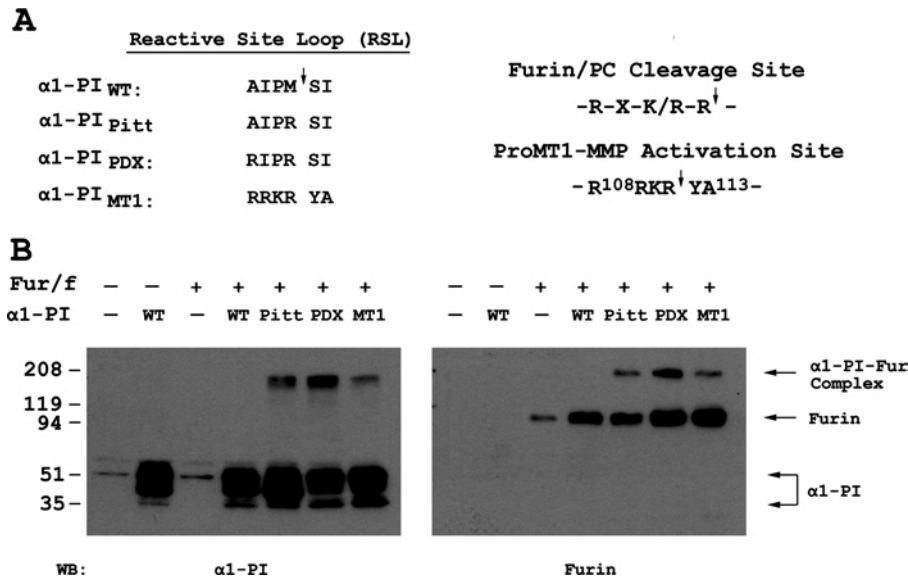 A
Reactive Site Loop (RSL)
α1-PI WT: AIPM↓SI
α1-PI Pitt AIPR SI
α1-PI PDX: RIPR SI
α1-PI MT1: RRKR YA
Furin/PC Cleavage Site
-R-X-K/R-R↓-
ProMT1-MMP Activation Site
-R¹⁰⁸RKR↓YA¹¹³-
B
Fur/f – – + + + + + – – + + + + +
α1-PI – WT – WT Pitt PDX MT1 – WT – WT Pitt PDX MT1
208 –
119 –
94 –
51 –
35 –
α1-PI-Fur
Complex
Furin
α1-PI
WB: α1-PI Furin